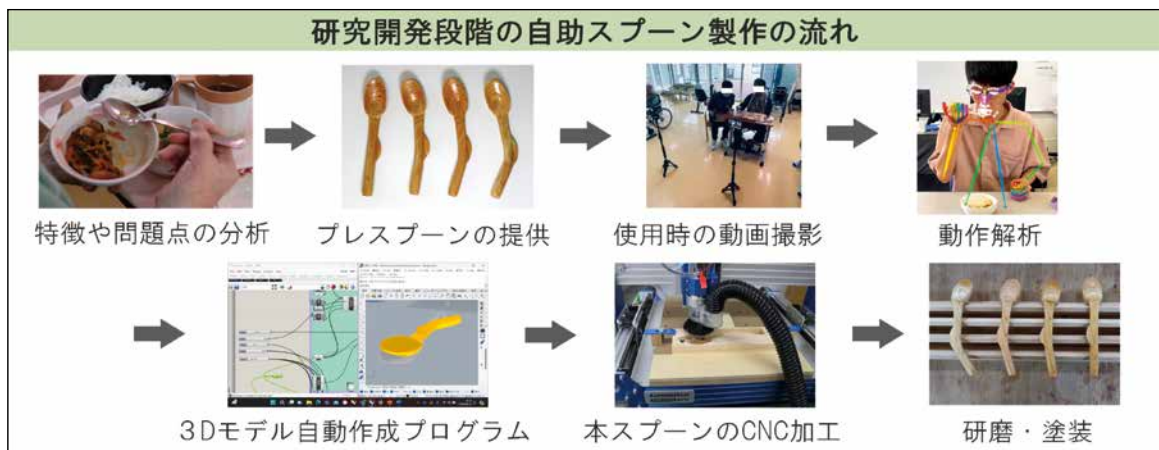 研究開発段階の自助スプーン製作の流れ
特徴や問題点の分析
プレスプーンの提供
使用時の動画撮影
動作解析
3Dモデル自動作成プログラム
本スプーンのCNC加工
研磨・塗装